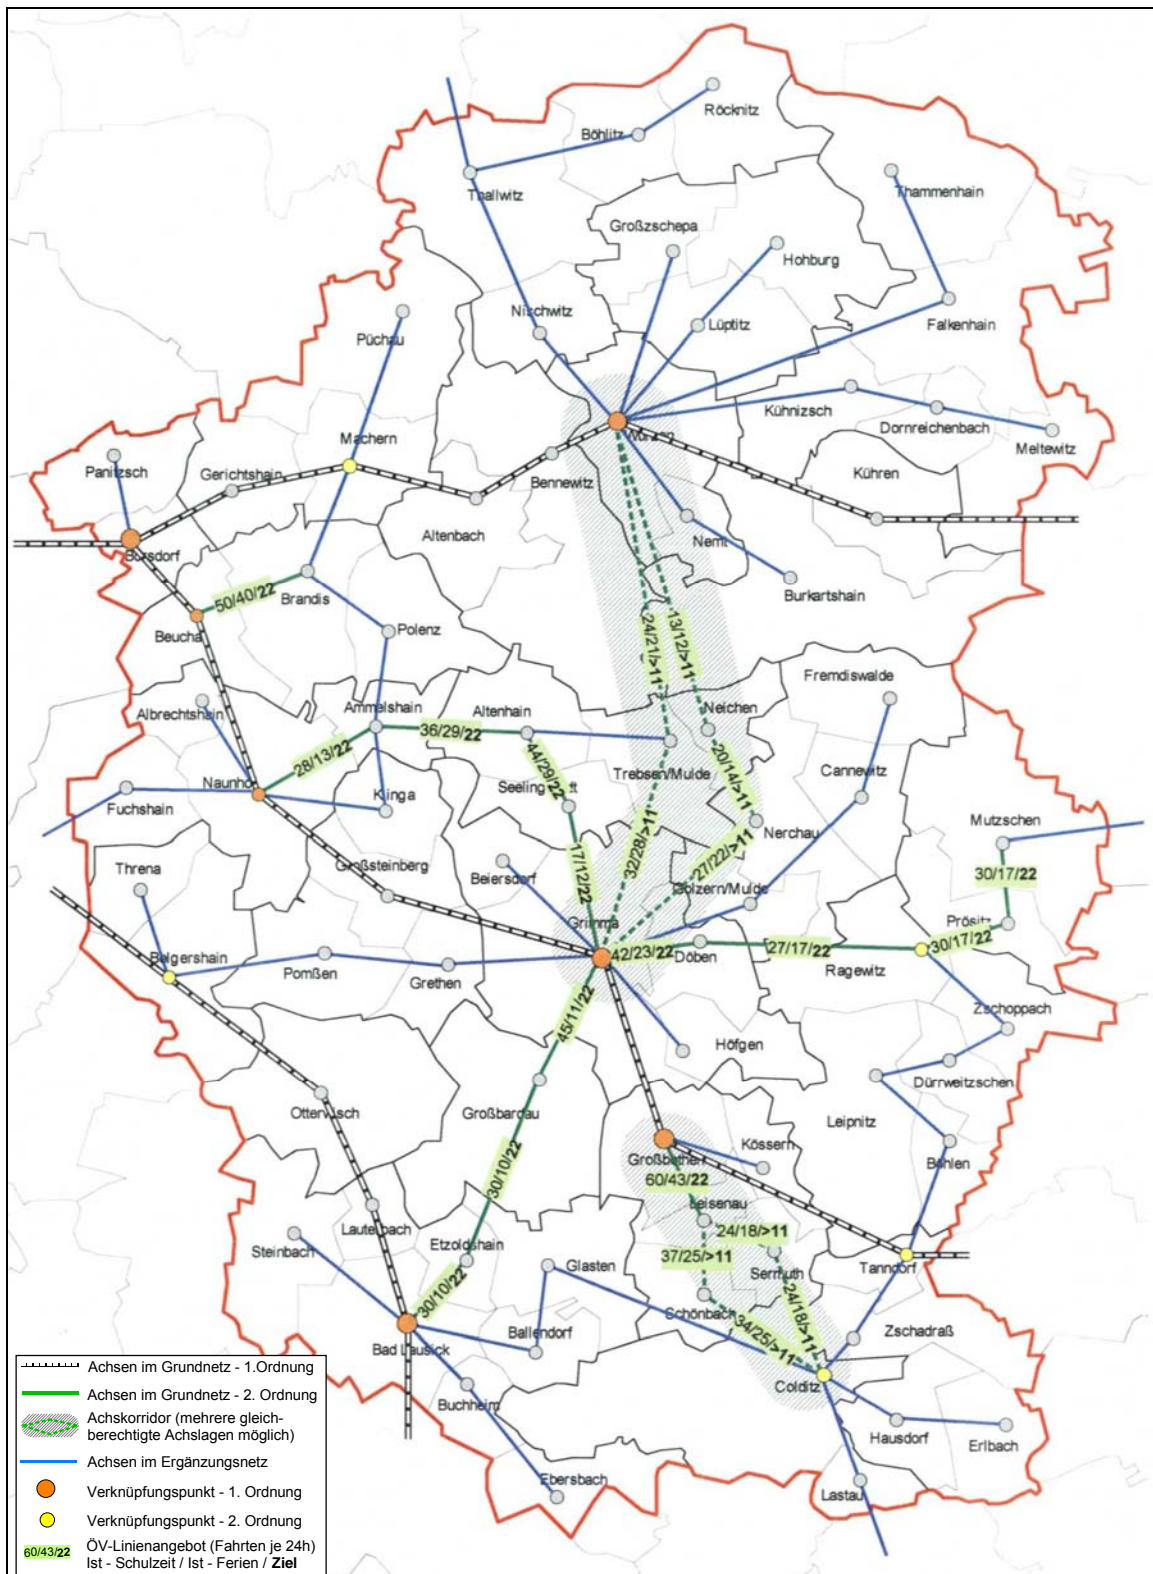 Röcknitz
Böhlitz
Thallwitz
Thammenhain
Großzschepa
Hohburg
Nischwitz
Lüptitz
Falkenhain
Püchau
Kühnizsch
Dornreichenbach
Meltewitz
Machern
Panitzsch
Gerichtshain
Bennewitz
Kühren
Altenbach
Borsdorf
Nemt
Burkartshain
50/40/22
Brandis
Beucha
Polenz
24/21/>11
13/12/>11
Fremdiswalde
Albrechtshain
Ammelshain
36/29/22
Altenhain
Neichen
28/13/22
44/29/22
Trebsen/Mulde
20/14/>11
Cannewitz
Naunhof
Klinga
Fuchshain
Nerchau
Mutzschen
Threna
Großsteinberg
Beiersdorf
17/12/22
32/28/>11
27/22/>11
Golzern/Mulde
30/17/22
Grimma
Prösitz
Belgershain
Pomßen
Grethen
42/23/22
Döben
27/17/22
Ragewitz
30/17/22
45/11/22
Zschoppach
Höfgen
Dürrweitzschen
Otterwisch
Großbardau
Leipnitz
Großbothen
Kössern
Böhlen
30/10/22
60/43/22
Leisenau
Lauterbach
24/18/>11
Steinbach
Etzoldshain
37/25/>11
Glasten
Sermuth
Tanndorf
30/10/22
Schönbach
24/18/>11
34/25/>11
Zschadraß
Bad Lausick
Ballendorf
Colditz
Buchheim
Hausdorf
Erlbach
Ebersbach
Lastau
Achsen im Grundnetz - 1.Ordnung
Achsen im Grundnetz - 2. Ordnung
Achskorridor (mehrere gleich-
berechtigte Achslagen möglich)
Achsen im Ergänzungsnetz
Verknüpfungspunkt - 1. Ordnung
Verknüpfungspunkt - 2. Ordnung
60/43/22 ÖV-Linienangebot (Fahrten je 24h)
Ist - Schulzeit / Ist - Ferien / Ziel